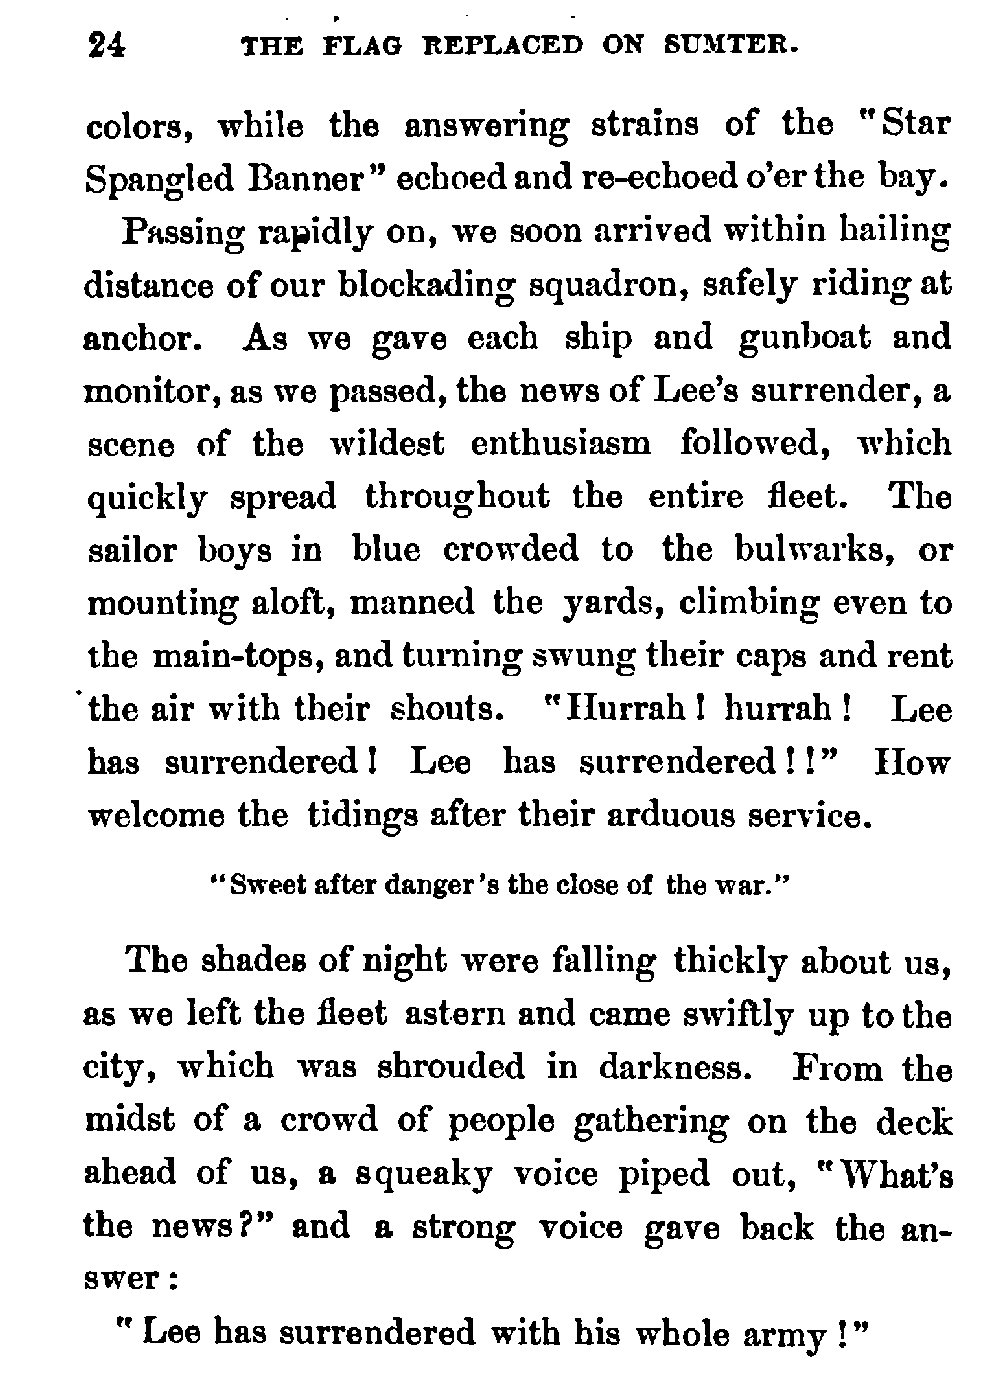 24 THE FLAG REPLACED ON SUMTER.
colors, while the answering strains of the "Star
Spangled Banner" echoed and re-echoed o'er the bay.
Passing rapidly on, we soon arrived within hailing
distance of our blockading squadron, safely riding at
anchor. As we gave each ship and gunboat and
monitor, as we passed, the news of Lee's surrender, a
scene of the wildest enthusiasm followed, which
quickly spread throughout the entire fleet. The
sailor boys in blue crowded to the bulwarks, or
mounting aloft, manned the yards, climbing even to
the main-tops, and turning swung their caps and rent
the air with their shouts. "Hurrah! hurrah! Lee
has surrendered! Lee has surrendered!!" How
welcome the tidings after their arduous service.
"Sweet after danger's the close of the war."
The shades of night were falling thickly about us,
as we left the fleet astern and came swiftly up to the
city, which was shrouded in darkness. From the
midst of a crowd of people gathering on the deck
ahead of us, a squeaky voice piped out, "What's
the news?" and a strong voice gave back the an-
swer:
"Lee has surrendered with his whole army!"